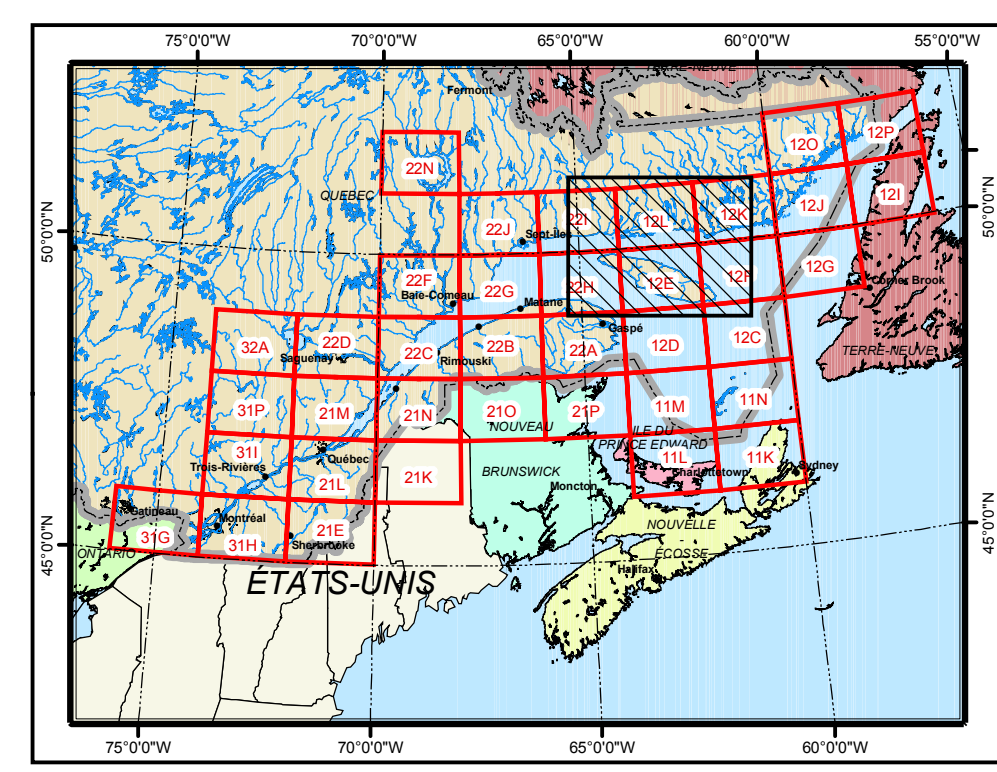 75°0'0"W 70°0'0"W 65°0'0"W 60°0'0"W 55°0'0"W
TERRE-NEUVE
Fermont
12P
12O
22N
12I
QUEBEC
12K
12J
22I
12L
22J
Sept-Îles
50°0'0"N
50°0'0"N
12G
12F
22F
12E
Corner Brook
22H
22G
Baie-Comeau
Matane
Gaspé
12C
32A
22D
22B
12D
22A
TERRE-NEUVE
Saguenay
22C
Rimouski
11N
11M
31P
21M
21N
21O
21P
NOUVEAU
ILE DU
PRINCE EDWARD
31I
Québec
11L
11K
Trois-Rivières
BRUNSWICK
Charlottetown
Sydney
21K
21L
Moncton
Gatineau
Montréal
NOUVELLE
31G
21E
31H
Sherbrooke
ONTARIO
ÉCOSSE
45°0'0"N
45°0'0"N
Halifax
ÉTATS-UNIS
75°0'0"W 70°0'0"W 65°0'0"W 60°0'0"W